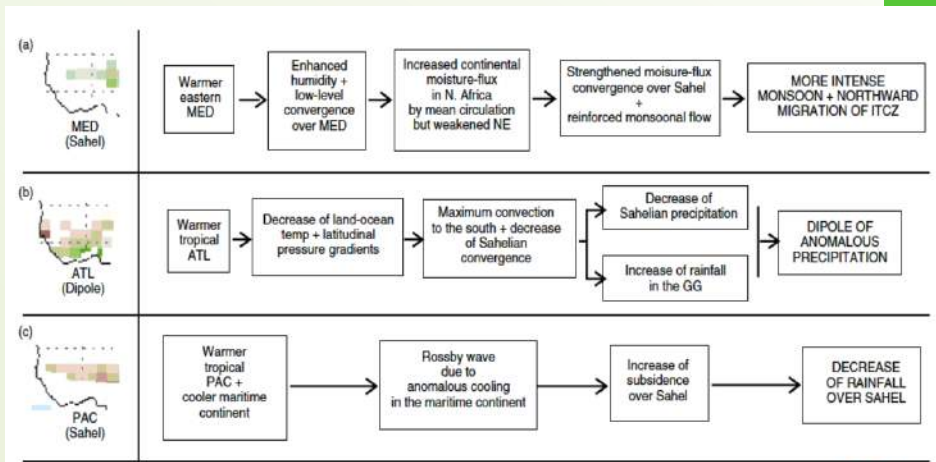 (a)
MED
(Sahel)
Warmer
eastern
MED
Enhanced
humidity +
low-level
convergence
over MED
Increased continental
moisture-flux
in N. Africa
by mean circulation
but weakened NE
Strengthened moisure-flux
convergence over Sahel
+
reinforced monsoonal flow
MORE INTENSE
MONSOON + NORTHWARD
MIGRATION OF ITCZ
(b)
ATL
(Dipole)
Warmer
tropical
ATL
Decrease of land-ocean
temp + latitudinal
pressure gradients
Maximum convection
to the south + decrease
of Sahelian
convergence
Decrease of
Sahelian precipitation
Increase of rainfall
in the GG
DIPOLE OF
ANOMALOUS
PRECIPITATION
(c)
PAC
(Sahel)
Warmer
tropical
PAC +
cooler maritime
continent
Rossby wave
due to
anomalous cooling
in the maritime continent
Increase of
subsidence
over Sahel
DECREASE
OF RAINFALL
OVER SAHEL